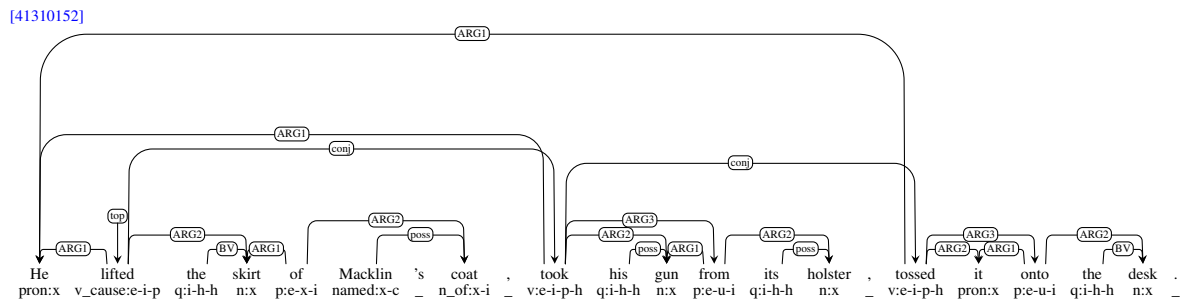 [41310152]
ARG1
ARG1
conj
conj
top
ARG2 ARG3
ARG1 ARG2 BV ARG1 poss ARG2 poss ARG1 ARG2 poss ARG3 ARG2 ARG1 ARG2 BV
He lifted the skirt of Macklin 's coat , took his gun from its holster , tossed it onto the desk .
pron:x v_cause:e-i-p q:i-h-h n:x p:e-x-i named:x-c _ n_of:x-i _ v:e-i-p-h q:i-h-h n:x p:e-u-i q:i-h-h n:x _ v:e-i-p-h pron:x p:e-u-i q:i-h-h n:x _